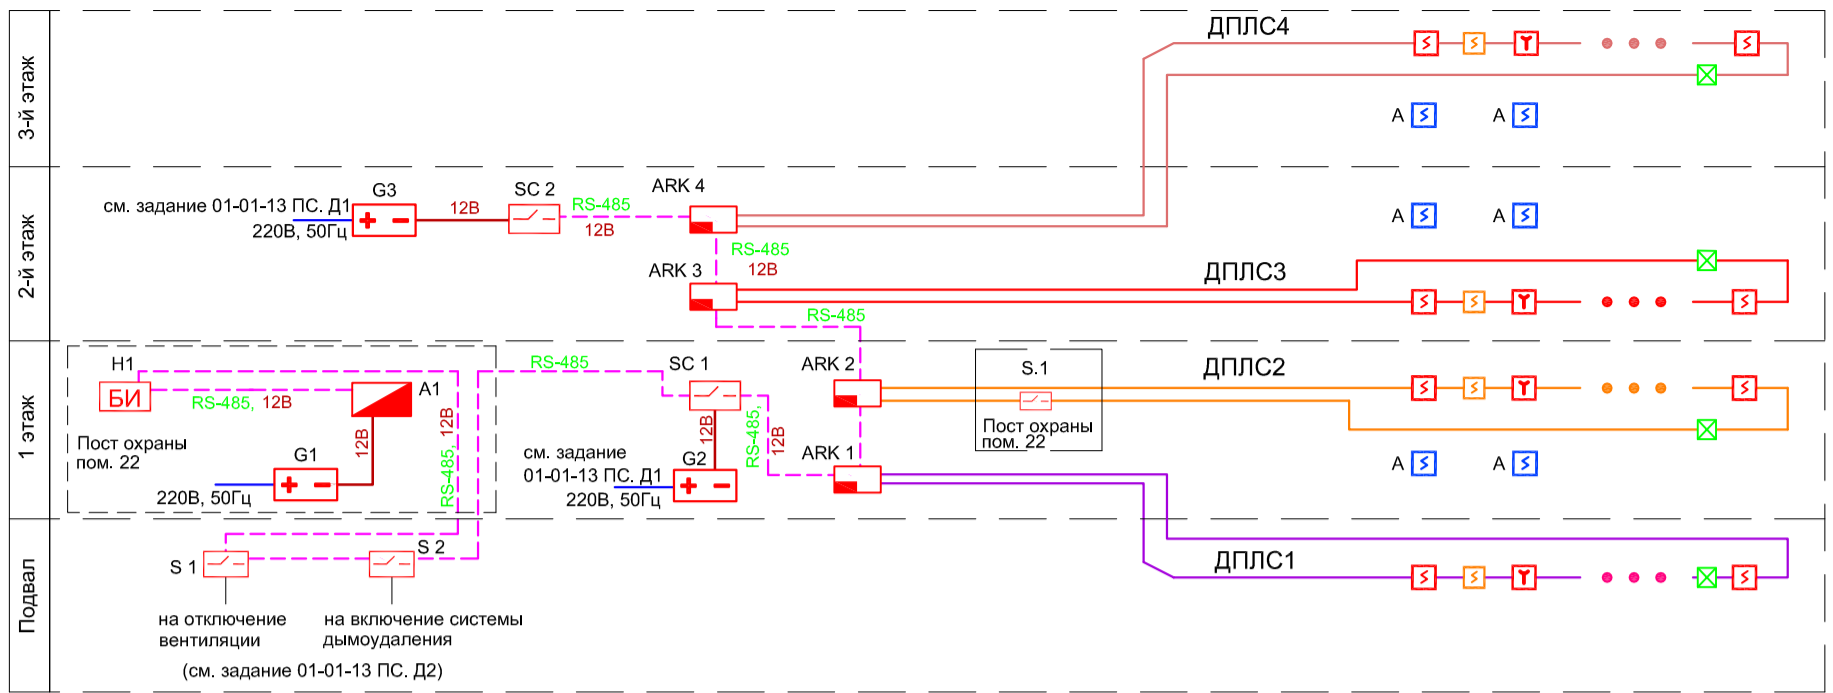 3-й этаж
ДПЛС4
А
А
2-й этаж
см. задание 01-01-13 ПС. Д1
220В, 50Гц
G3
12В
SC 2
RS-485
12В
ARK 4
RS-485
12В
ARK 3
ДПЛС3
RS-485
А
А
1 этаж
H1
БИ
RS-485, 12В
A1
12В
Пост охраны
пом. 22
G1
220В, 50Гц
RS-485, 12В
RS-485
SC 1
12В
RS-485,
12В
см. задание
01-01-13 ПС. Д1
220В, 50Гц
G2
ARK 2
ARK 1
S.1
Пост охраны
пом. 22
ДПЛС2
А
А
Подвал
S 1
S 2
на отключение
вентиляции
на включение системы
дымоудаления
(см. задание 01-01-13 ПС. Д2)
ДПЛС1